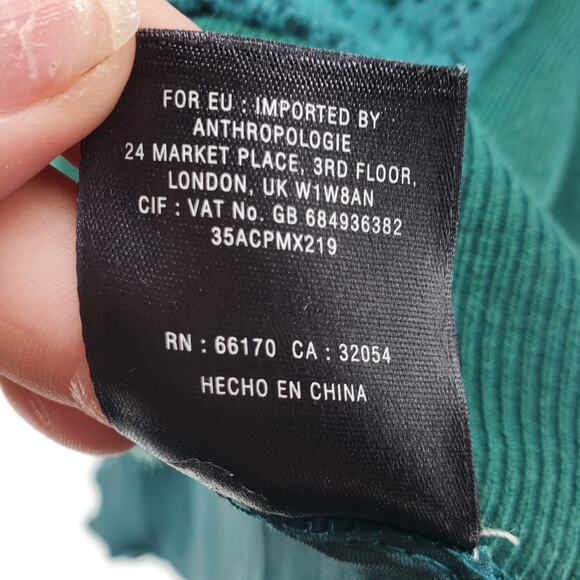 FOR EU : IMPORTED BY
ANTHROPOLOGIE
24 MARKET PLACE, 3RD FLOOR,
LONDON, UK W1W8AN
CIF : VAT No. GB 684936382
35ACPMX219
RN : 66170 CA : 32054
HECHO EN CHINA